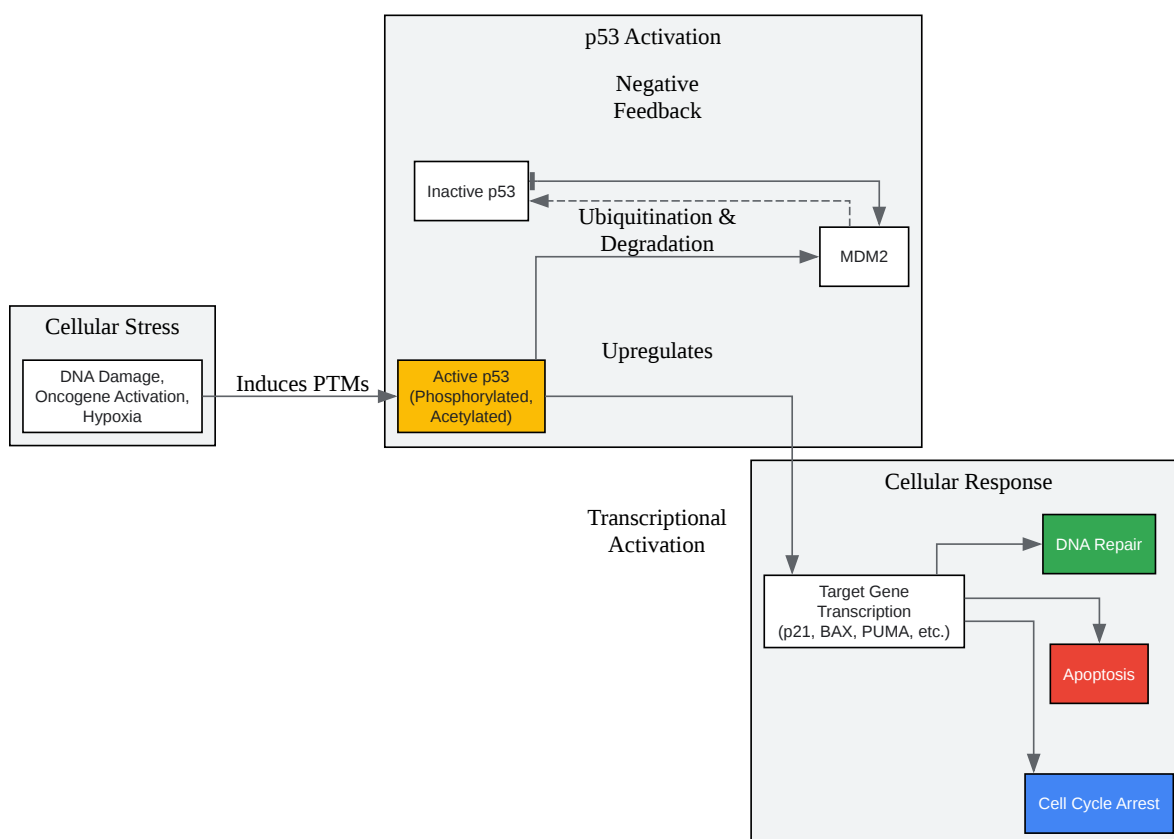 p53 Activation
Negative
Feedback
Inactive p53
Ubiquitination &
Degradation
MDM2
Cellular Stress
DNA Damage,
Oncogene Activation,
Hypoxia
Induces PTMs
Upregulates
Active p53
(Phosphorylated,
Acetylated)
Transcriptional
Activation
Cellular Response
DNA Repair
Target Gene
Transcription
(p21, BAX, PUMA, etc.)
Apoptosis
Cell Cycle Arrest